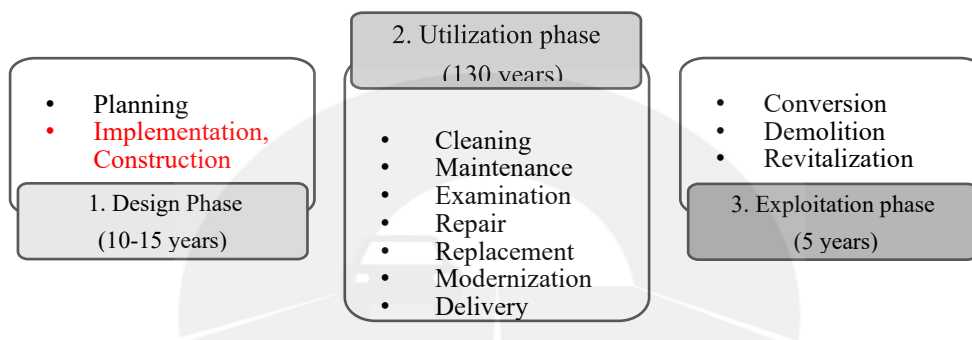 • Planning
• Implementation,
Construction
1. Design Phase
(10-15 years)
2. Utilization phase
(130 years)
• Cleaning
• Maintenance
• Examination
• Repair
• Replacement
• Modernization
• Delivery
• Conversion
• Demolition
• Revitalization
3. Exploitation phase
(5 years)